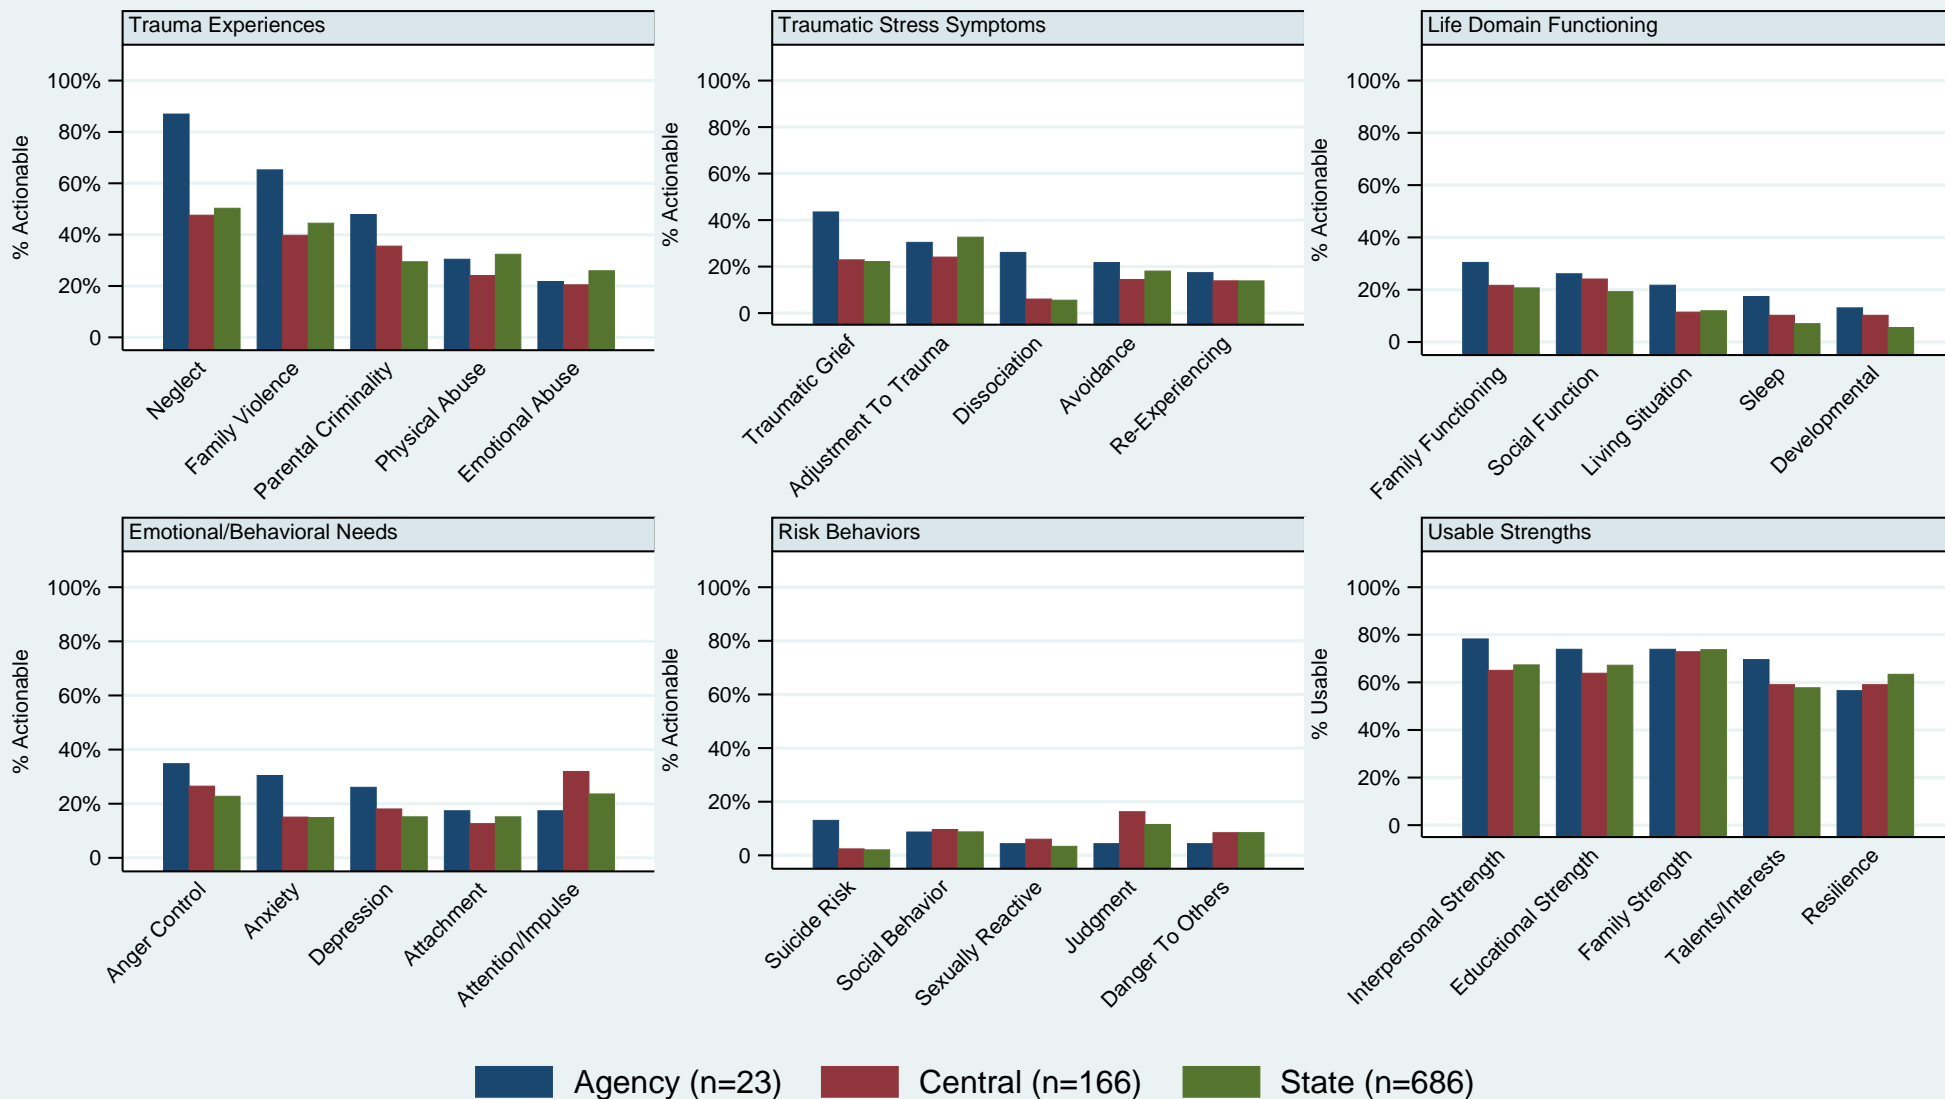 Trauma Experiences
% Actionable
100%
80%
60%
40%
20%
0
Neglect
Family Violence
Parental Criminality
Physical Abuse
Emotional Abuse
Traumatic Stress Symptoms
% Actionable
100%
80%
60%
40%
20%
0
Traumatic Grief
Adjustment To Trauma
Dissociation
Avoidance
Re-Experiencing
Life Domain Functioning
% Actionable
100%
80%
60%
40%
20%
0
Family Functioning
Social Function
Living Situation
Sleep
Developmental
Emotional/Behavioral Needs
% Actionable
100%
80%
60%
40%
20%
0
Anger Control
Anxiety
Depression
Attachment
Attention/Impulse
Risk Behaviors
% Actionable
100%
80%
60%
40%
20%
0
Suicide Risk
Social Behavior
Sexually Reactive
Judgment
Danger To Others
Usable Strengths
% Usable
100%
80%
60%
40%
20%
0
Interpersonal Strength
Educational Strength
Family Strength
Talents/Interests
Resilience
Agency (n=23)
Central (n=166)
State (n=686)